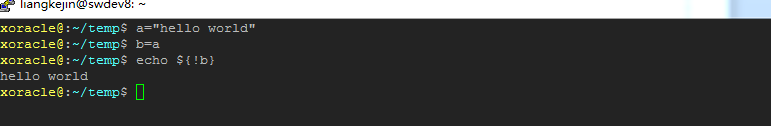 liangkejin@swdev8: ~
xoracle@:~/temp$ a="hello world"
xoracle@:~/temp$ b=a
xoracle@:~/temp$ echo ${!b}
hello world
xoracle@:~/temp$